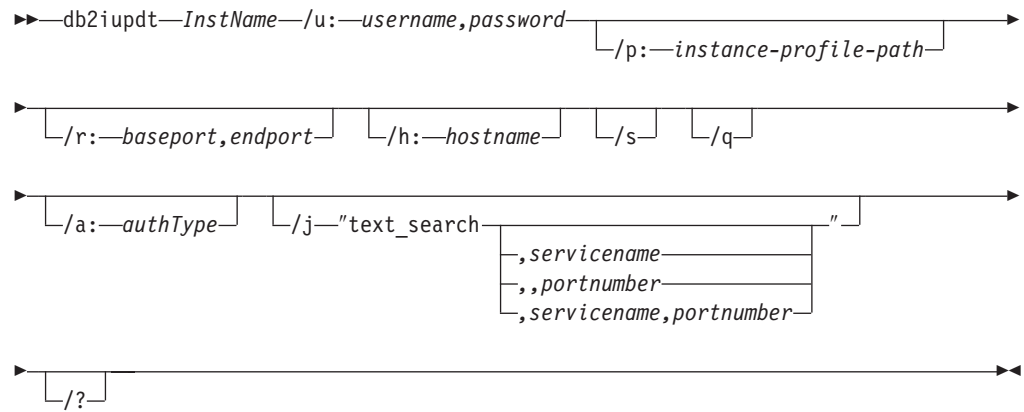 db2iupdt InstName /u: username,password
/p: instance-profile-path
/r: baseport,endport /h: hostname /s /q
/a: authType /j "text_search "
,servicename
,,portnumber
,servicename,portnumber
/?